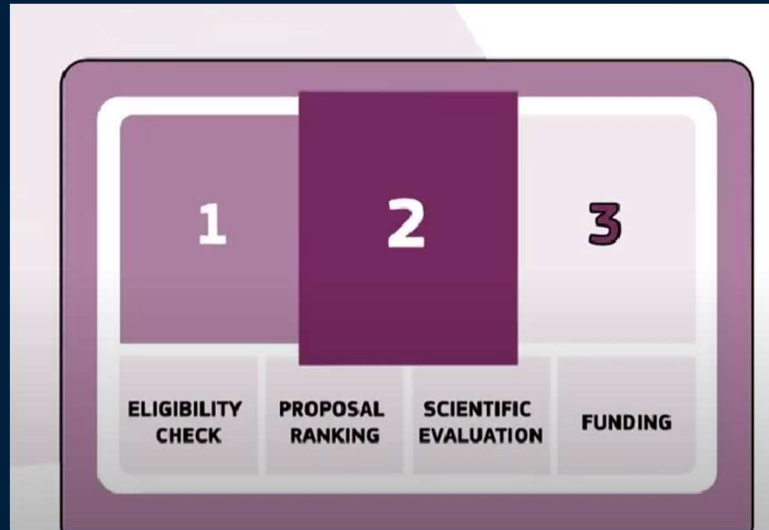 1 2 3
ELIGIBILITY CHECK
PROPOSAL RANKING
SCIENTIFIC EVALUATION
FUNDING